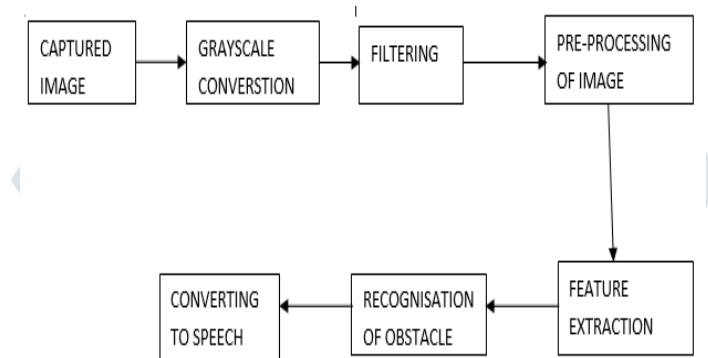 CAPTURED
IMAGE
GRAYSCALE
CONVERSTION
FILTERING
PRE-PROCESSING
OF IMAGE
FEATURE
EXTRACTION
RECOGNISATION
OF OBSTACLE
CONVERTING
TO SPEECH